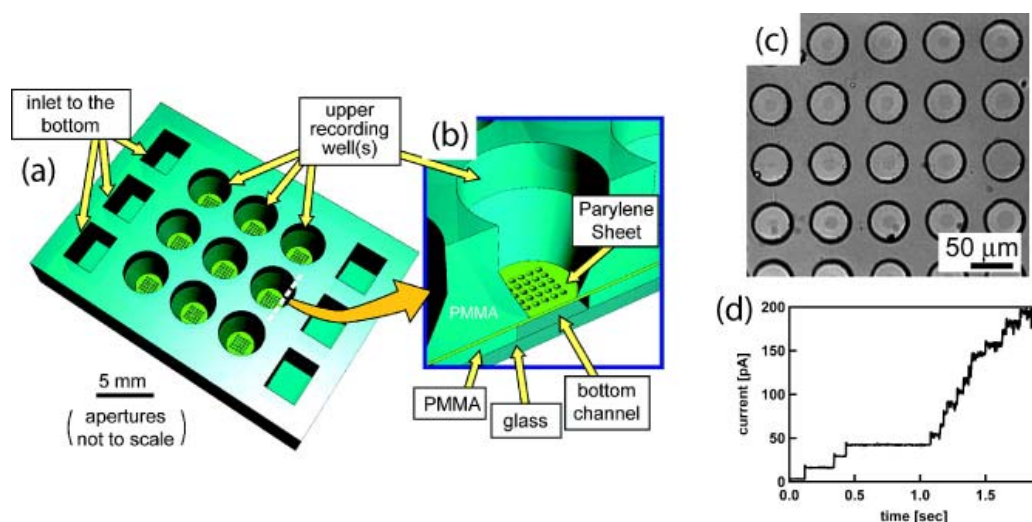 (a)
inlet to the
bottom
upper
recording
well(s)
5 mm
( apertures
not to scale )
(b)
Parylene
Sheet
PMMA
PMMA
glass
bottom
channel
(c)
50 μm
(d)
200
150
100
50
0
current [pA]
0.0
0.5
1.0
1.5
time [sec]